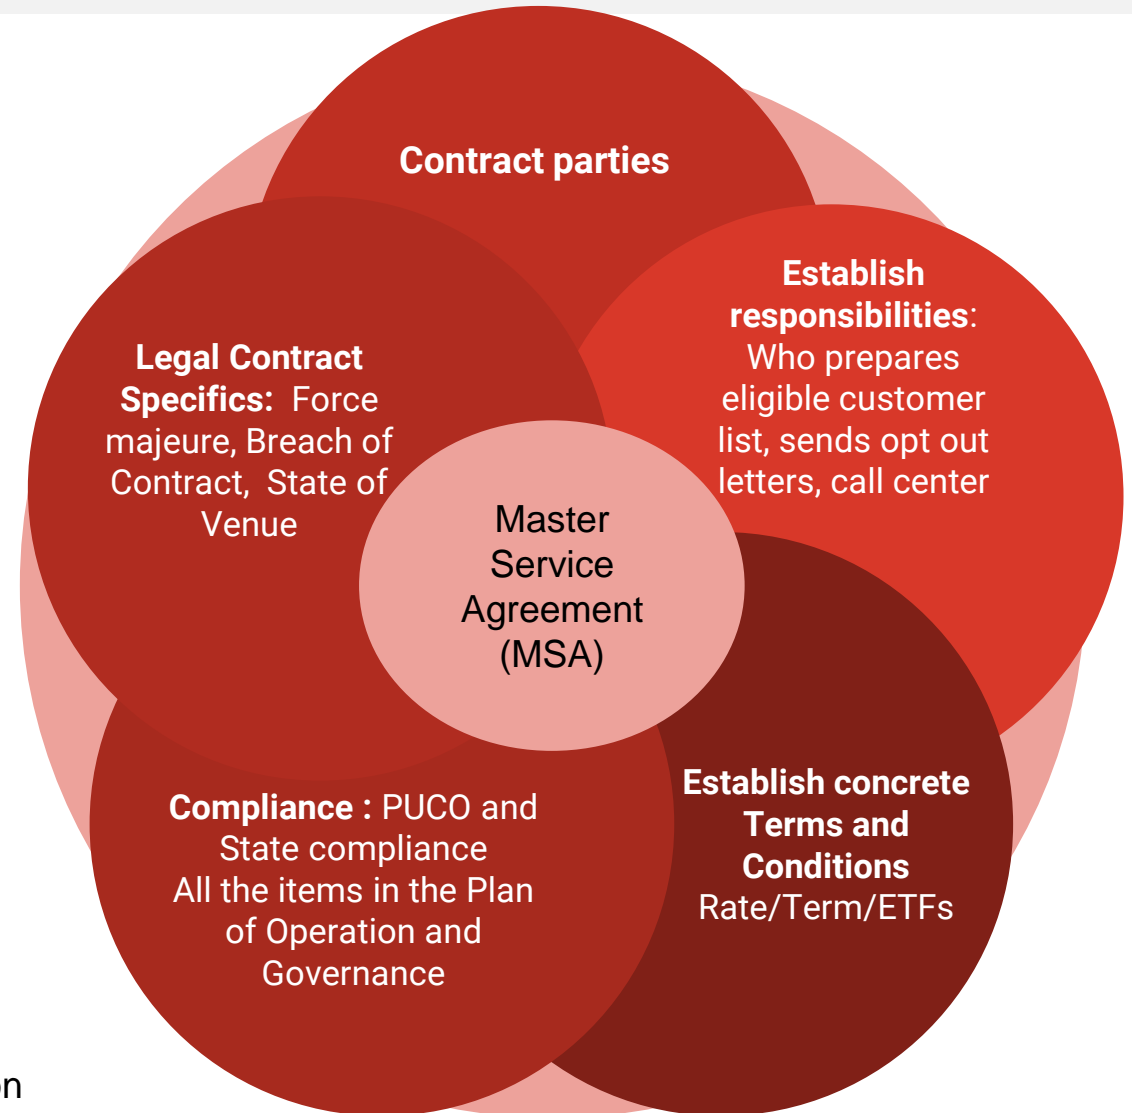 Contract parties
Establish
responsibilities:
Who prepares
eligible customer
list, sends opt out
letters, call center
Legal Contract
Specifics:  Force
majeure, Breach of
Contract,  State of
Venue
Master
Service
Agreement
(MSA)
Establish concrete
Terms and
Conditions
Rate/Term/ETFs
Compliance : PUCO and
State compliance
All the items in the Plan
of Operation and
Governance